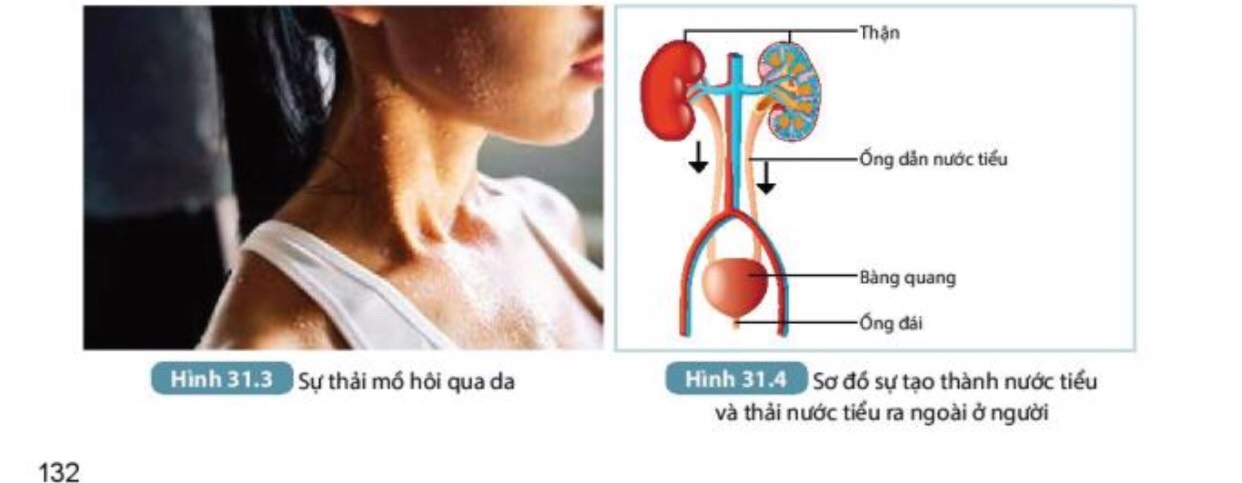 Thận
Ống dẫn nước tiểu
Bàng quang
Ống đái
Hình 31.3 Sự thải mồ hôi qua da
Hình 31.4 Sơ đồ sự tạo thành nước tiểu
và thải nước tiểu ra ngoài ở người
132